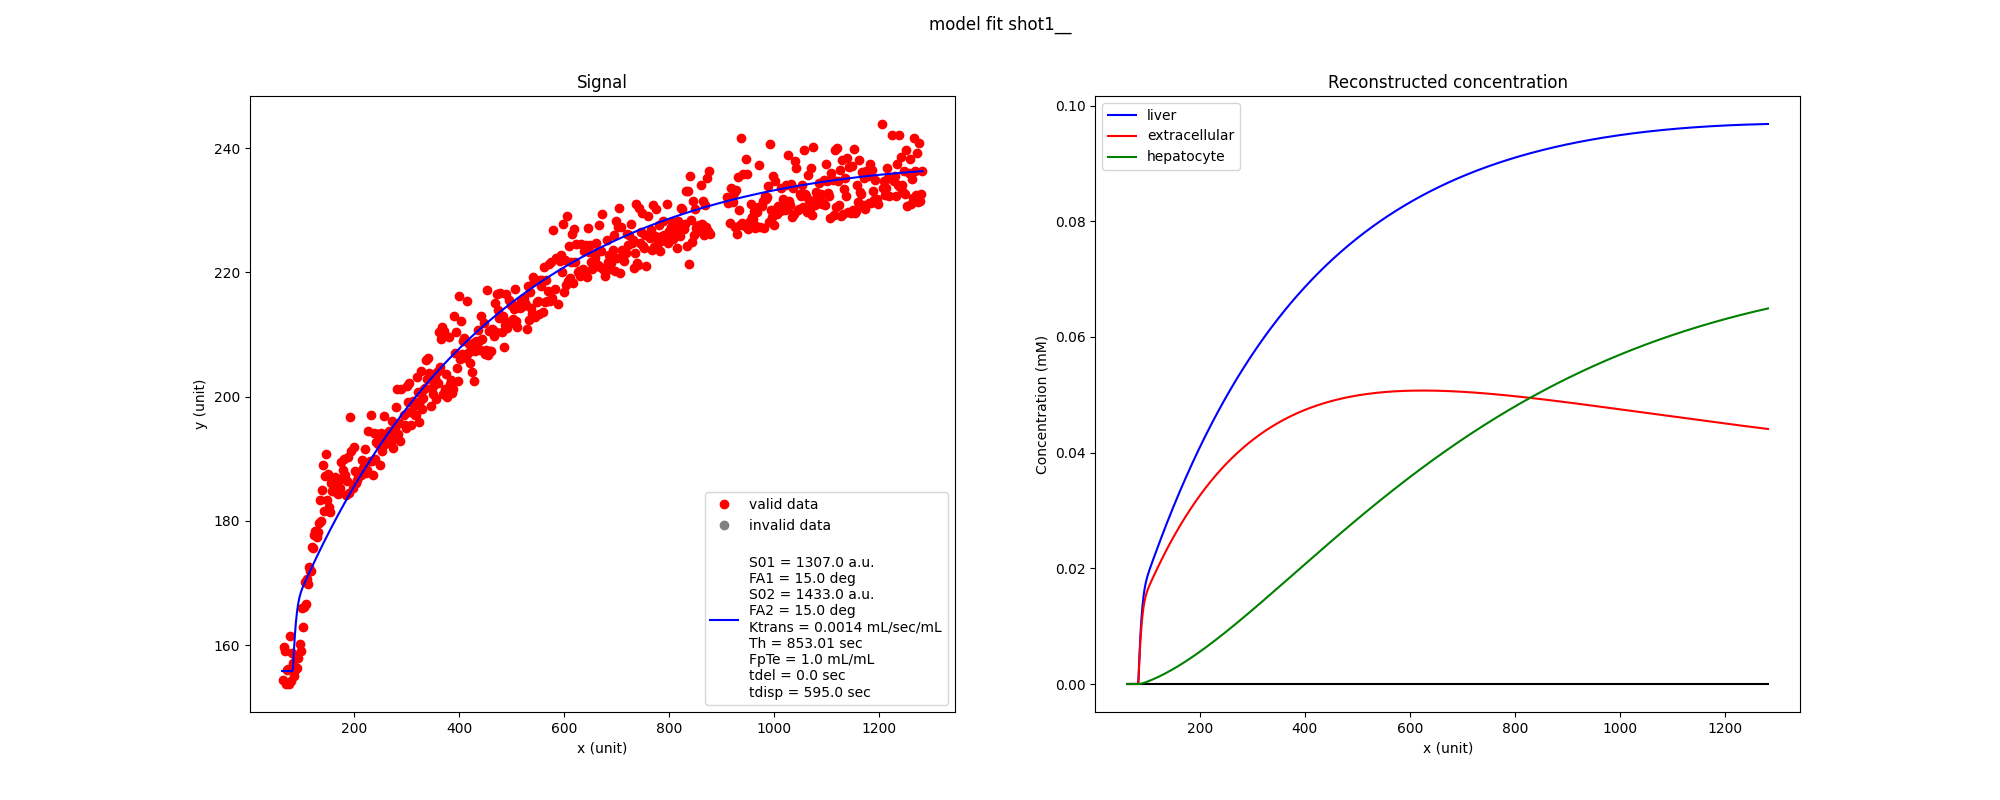 model fit shot1__
Signal
y (unit)
240
220
200
180
160
200
400
600
800
1000
1200
x (unit)
valid data
invalid data
S01 = 1307.0 a.u.
FA1 = 15.0 deg
S02 = 1433.0 a.u.
FA2 = 15.0 deg
Ktrans = 0.0014 mL/sec/mL
Th = 853.01 sec
FpTe = 1.0 mL/mL
tdel = 0.0 sec
tdisp = 595.0 sec
Reconstructed concentration
Concentration (mM)
0.10
0.08
0.06
0.04
0.02
0.00
200
400
600
800
1000
1200
x (unit)
liver
extracellular
hepatocyte